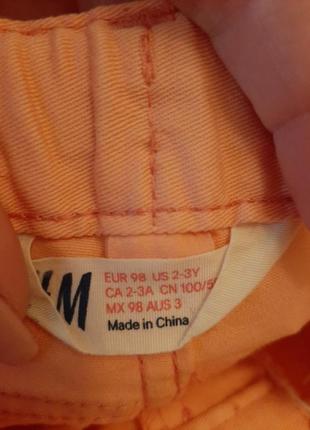 EUR 98 US 2-3Y
CA 2-3A CN 100/5
MX 98 AUS 3
Made in China